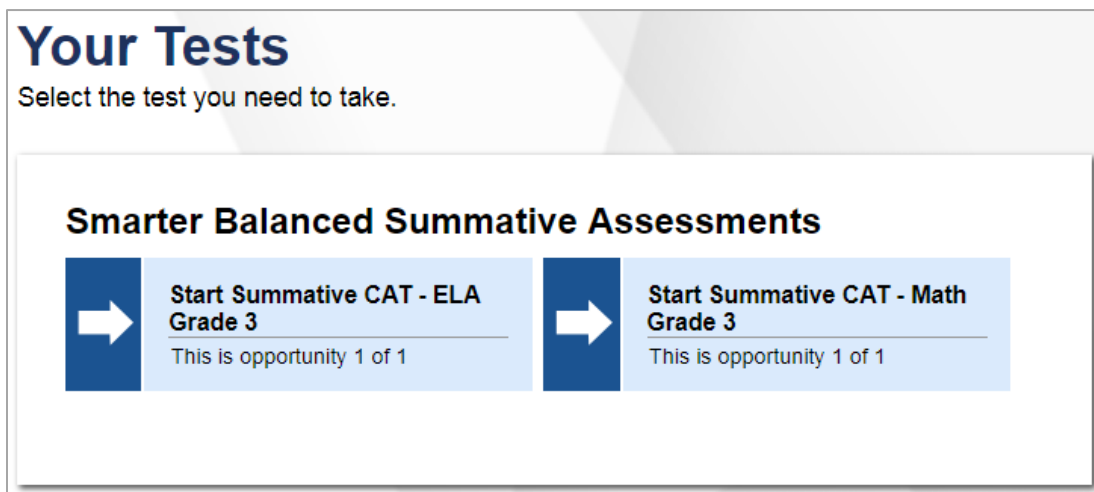 Your Tests
Select the test you need to take.
Smarter Balanced Summative Assessments
Start Summative CAT - ELA
Grade 3
This is opportunity 1 of 1
Start Summative CAT - Math
Grade 3
This is opportunity 1 of 1